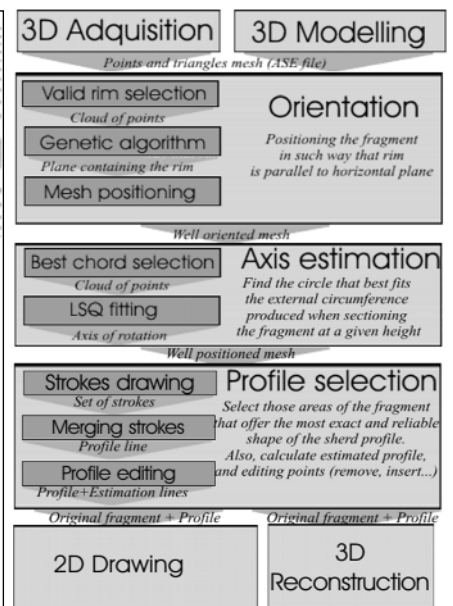 3D Adquisition
3D Modelling
Points and triangles mesh (ASE file)
Valid rim selection
Cloud of points
Genetic algorithm
Plane containing the rim
Mesh positioning
Orientation
Positioning the fragment
in such way that rim
is parallel to horizontal plane
Well oriented mesh
Best chord selection
Cloud of points
LSQ fitting
Axis of rotation
Axis estimation
Find the circle that best fits
the external circumference
produced when sectioning
the fragment at a given height
Well positioned mesh
Strokes drawing
Set of strokes
Merging strokes
Profile line
Profile editing
Profile+Estimation lines
Profile selection
Select those areas of the fragment
that offer the most exact and reliable
shape of the sherd profile.
Also, calculate estimated profile,
and editing points (remove, insert...)
Original fragment + Profile
Original fragment + Profile
2D Drawing
3D
Reconstruction